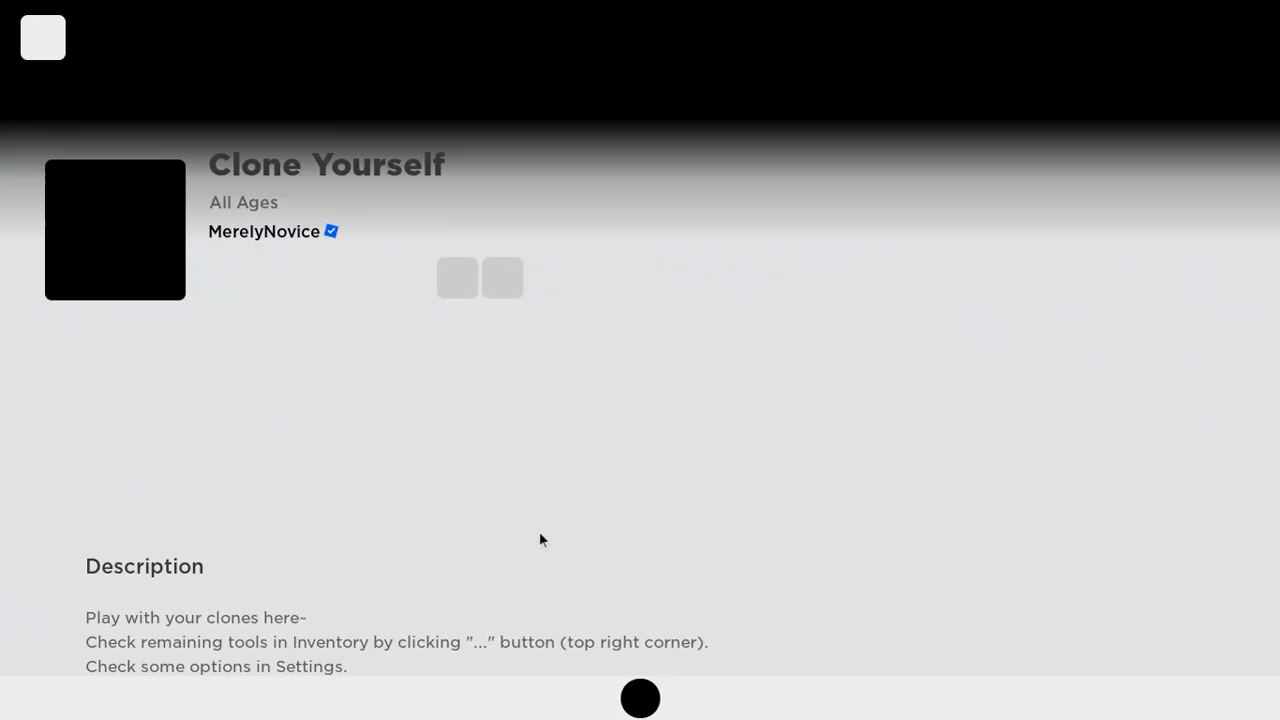 Clone Yourself
All Ages
MerelyNovice
Description
Play with your clones here~
Check remaining tools in Inventory by clicking "..." button (top right corner).
Check some options in Settings.